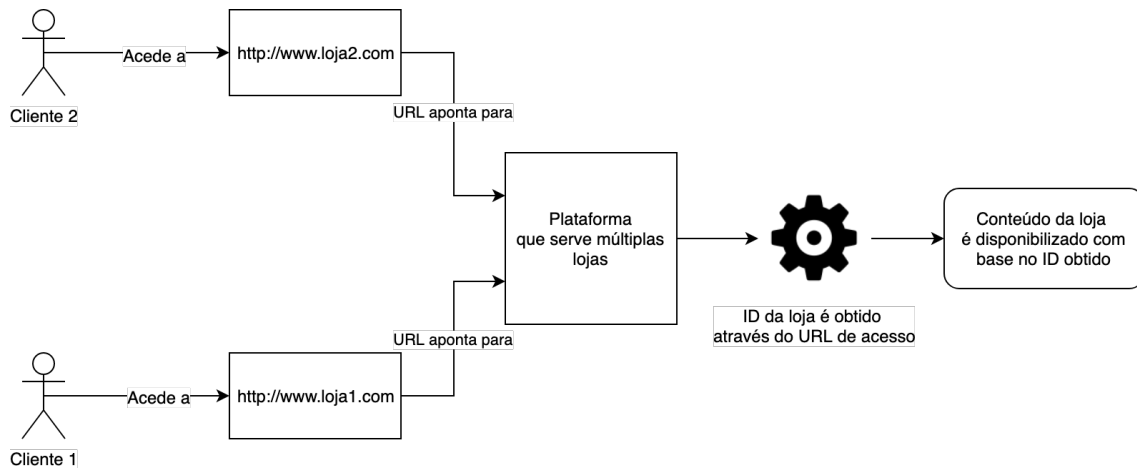 Acede a
http://www.loja2.com
Cliente 2
URL aponta para
Plataforma
que serve múltiplas
lojas
Conteúdo da loja
é disponibilizado com
base no ID obtido
ID da loja é obtido
através do URL de acesso
URL aponta para
Acede a
http://www.loja1.com
Cliente 1